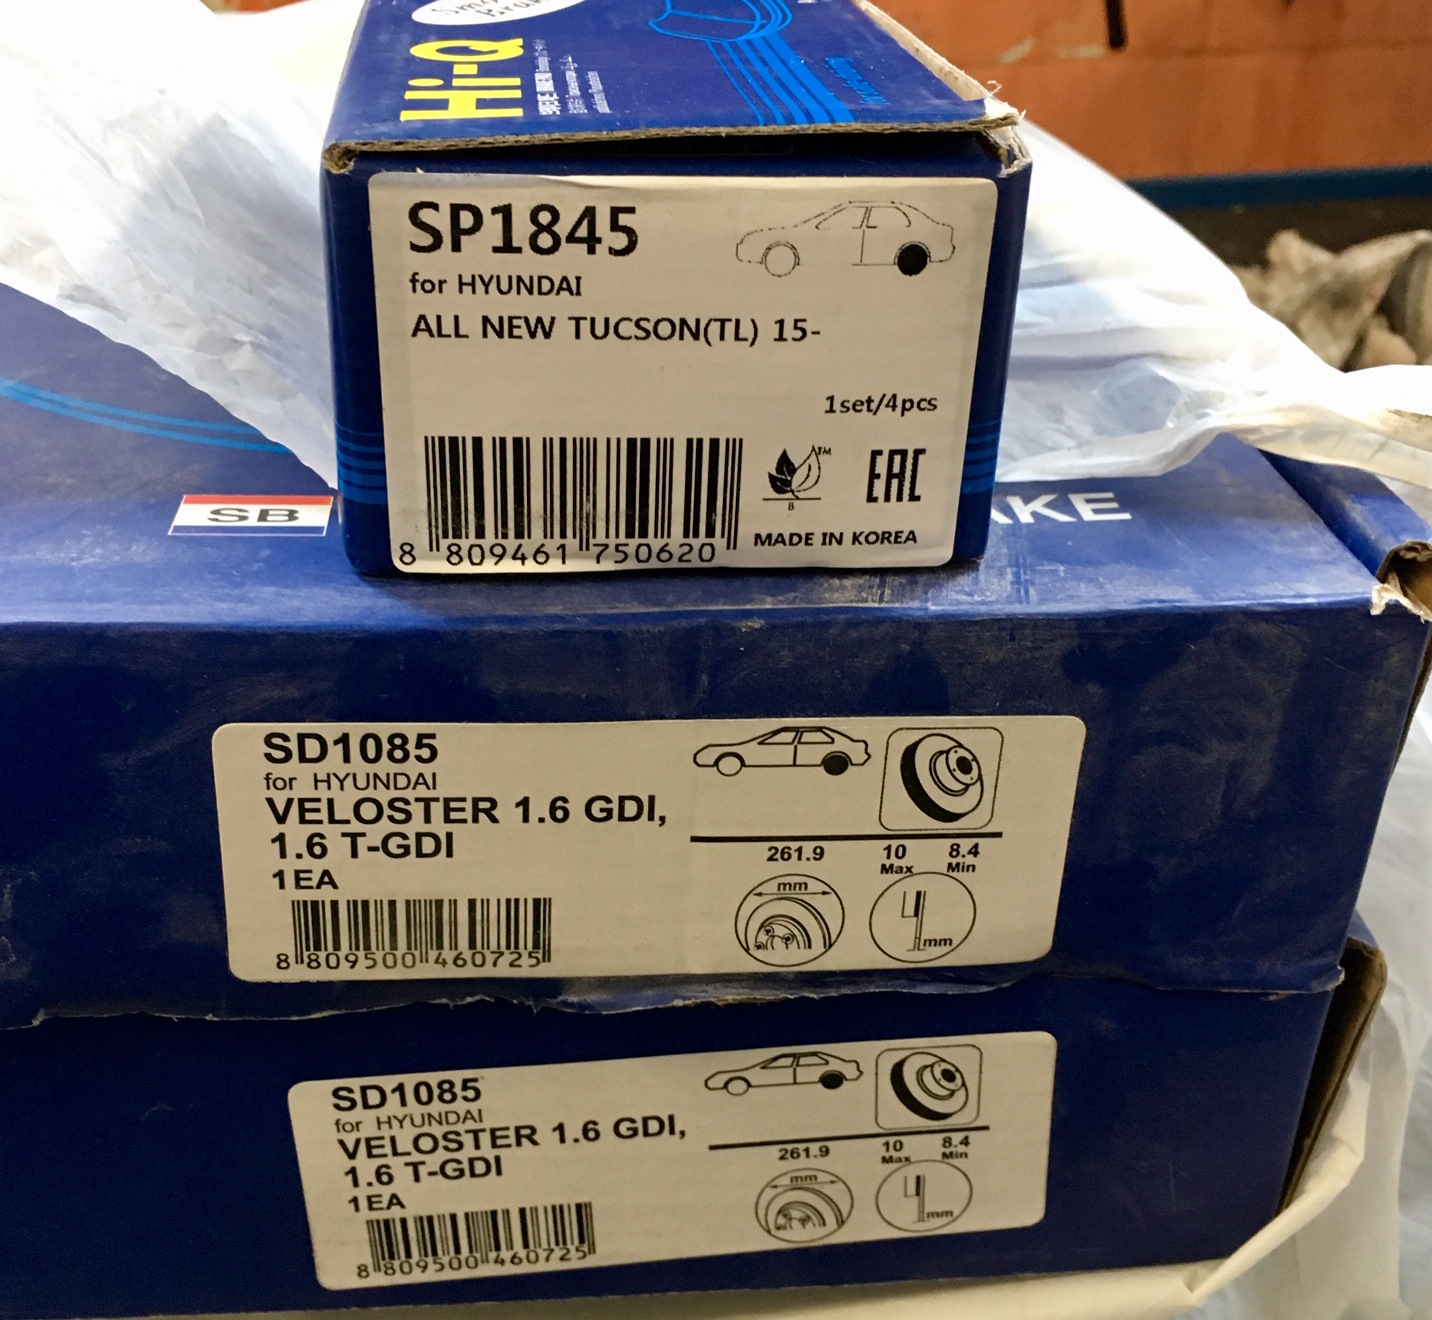 Hi-Q
SP1845
for HYUNDAI
ALL NEW TUCSON(TL) 15-
1set/4pcs
TM
B
EAC
8 809461 750620
MADE IN KOREA
SB
AKE
SD1085
for HYUNDAI
VELOSTER 1.6 GDI,
1.6 T-GDI
1EA
8 809500 460725
261.9 10 8.4
Max Min
mm
mm
SD1085
for HYUNDAI
VELOSTER 1.6 GDI,
1.6 T-GDI
1EA
8 809500 460725
261.9 10 8.4
Max Min
mm
mm